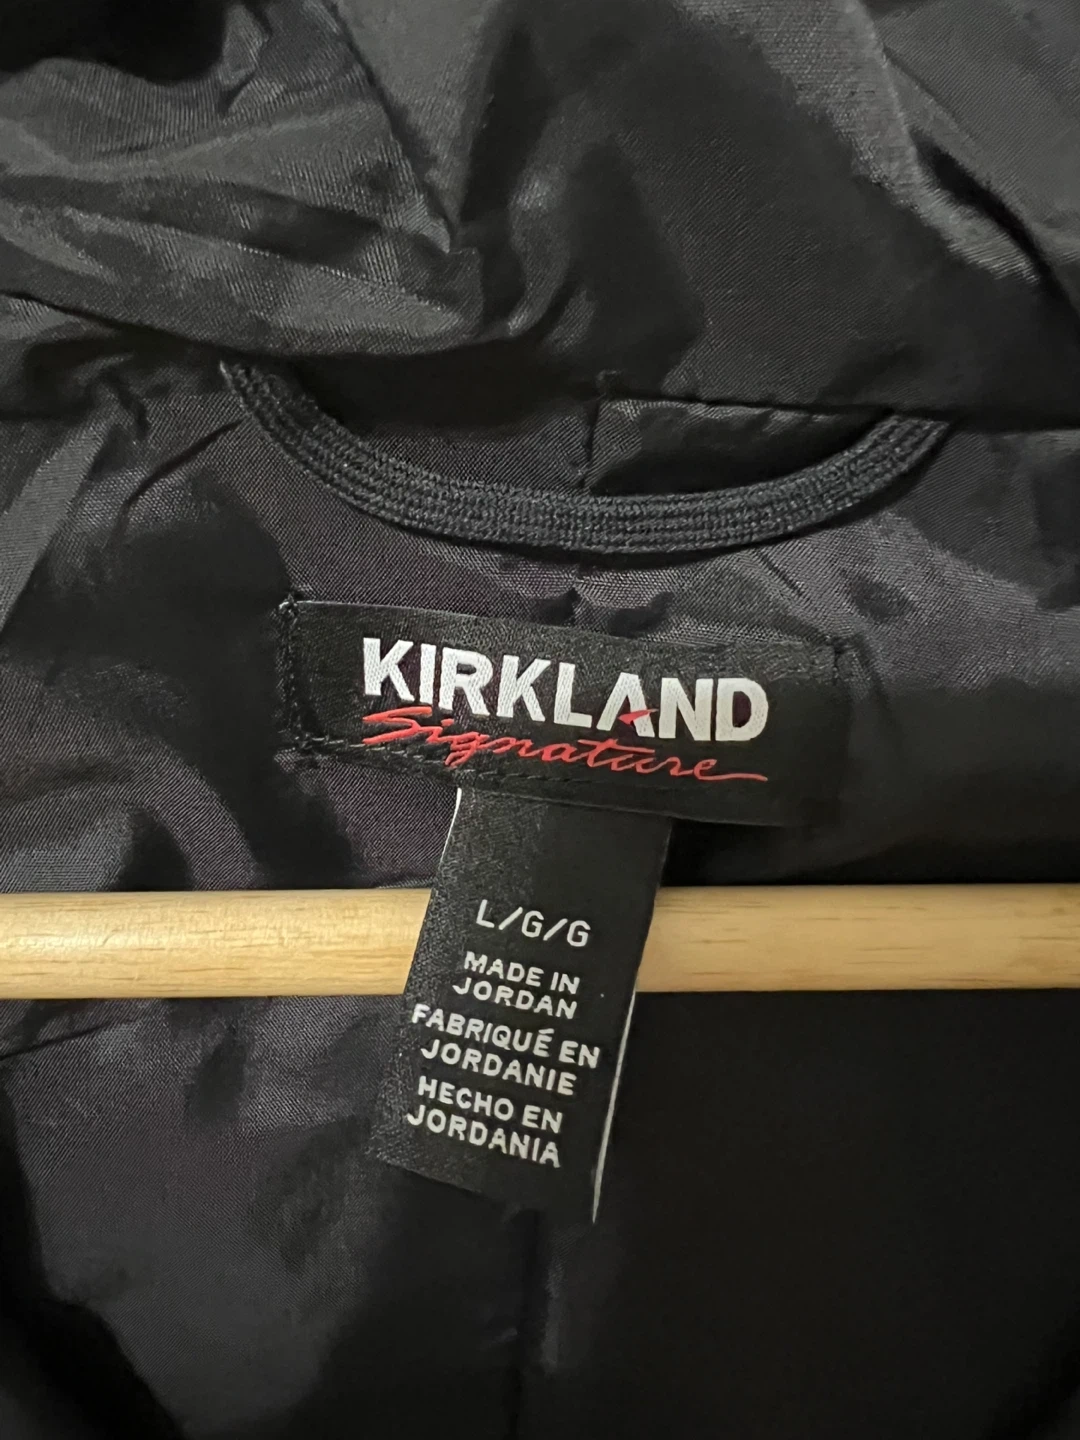 KIRKLAND
Signature
L/G/G
MADE IN
JORDAN
FABRIQUÉ EN
JORDANIE
HECHO EN
JORDANIA